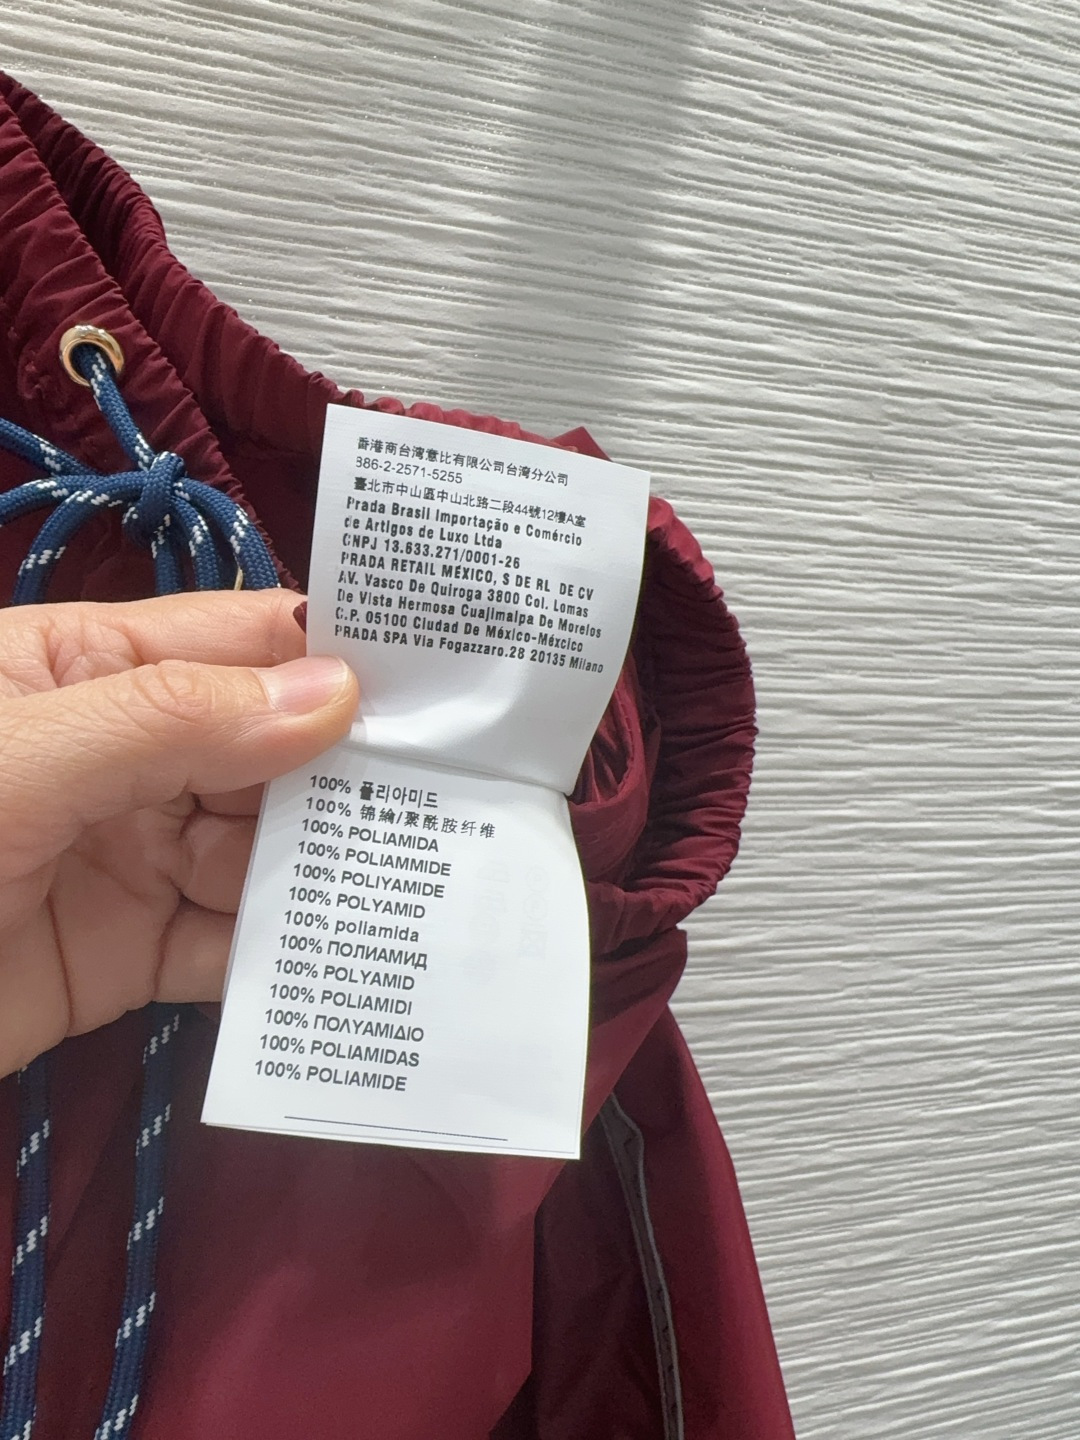 香港商台湾意比有限公司台湾分公司
886-2-2571-5255
臺北市中山區中山北路二段44號12樓A室
Prada Brasil Importação e Comércio
de Artigos de Luxo Ltda
CNPJ 13.633.271/0001-26
PRADA RETAIL MÉXICO, S DE RL DE CV
AV. Vasco De Quiroga 3800 Col. Lomas
De Vista Hermosa Cuajimalpa De Morelos
C.P. 05100 Ciudad De México-Méxcico
PRADA SPA Via Fogazzaro.28 20135 Milano
100% 폴리아미드
100% 锦綸/聚酰胺纤维
100% POLIAMIDA
100% POLIAMMIDE
100% POLIYAMIDE
100% POLYAMID
100% poliamida
100% ПОЛИАМИД
100% POLYAMID
100% POLIAMIDI
100% ΠΟΛΥΑΜΙΔΙΟ
100% POLIAMIDAS
100% POLIAMIDE